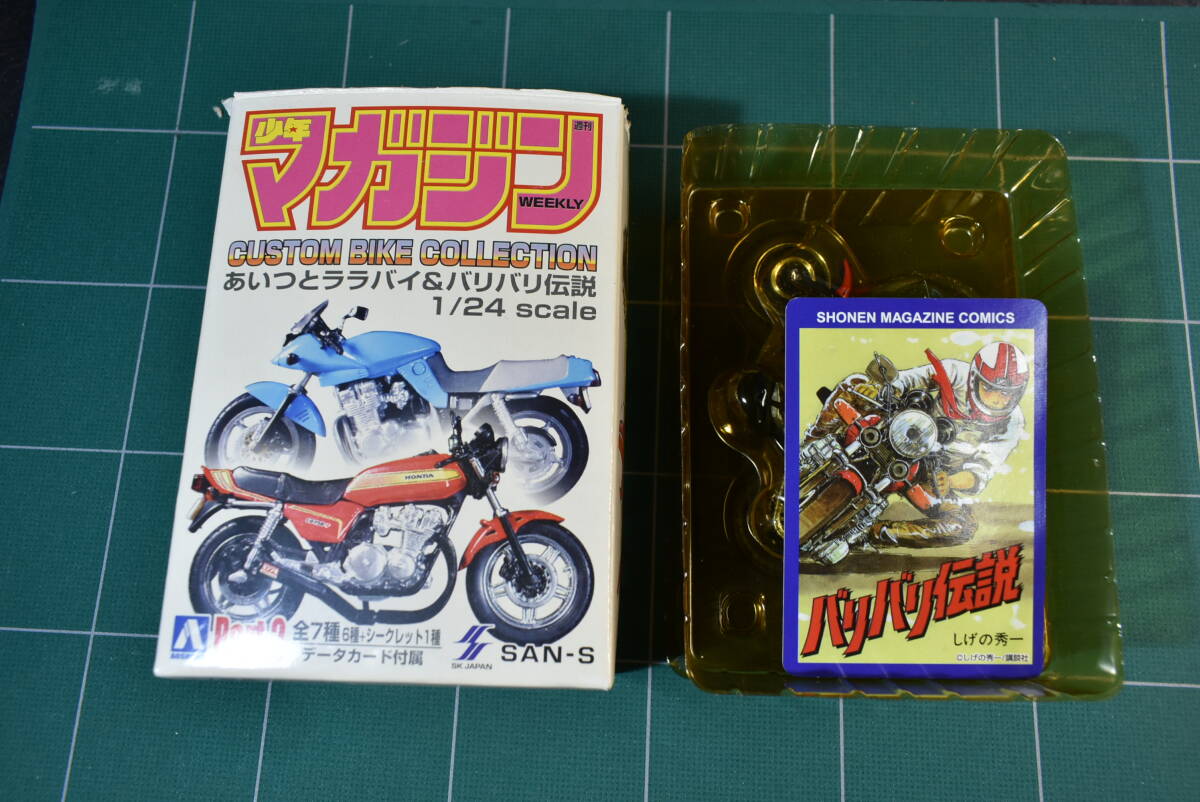 少年
マガジン
週刊
WEEKLY
CUSTOM BIKE COLLECTION
あいつとララバイ&バリバリ伝説
1/24 scale
HONDA
Part.2 全7種 6種+シークレット1種
データカード付属
SK JAPAN
SAN-S
SHONEN MAGAZINE COMICS
バリバリ伝説
しげの秀一
©しげの秀一/講談社